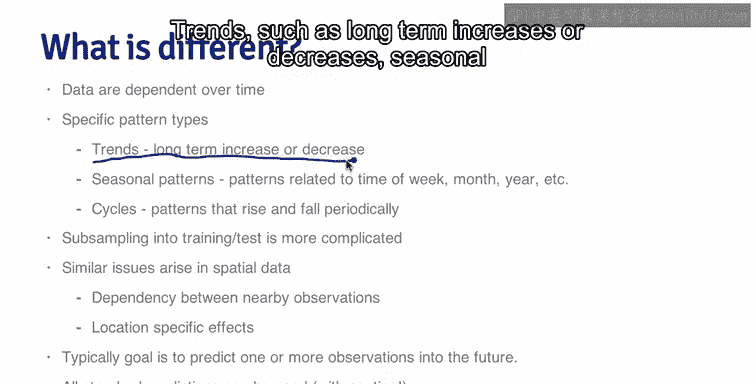 Trends, such as long term increases or
decreases, seasonal
What is different?
· Data are dependent over time
· Specific pattern types
- Trends - long term increase or decrease
- Seasonal patterns - patterns related to time of week, month, year, etc.
- Cycles - patterns that rise and fall periodically
· Subsampling into training/test is more complicated
· Similar issues arise in spatial data
- Dependency between nearby observations
- Location specific effects
· Typically goal is to predict one or more observations into the future.